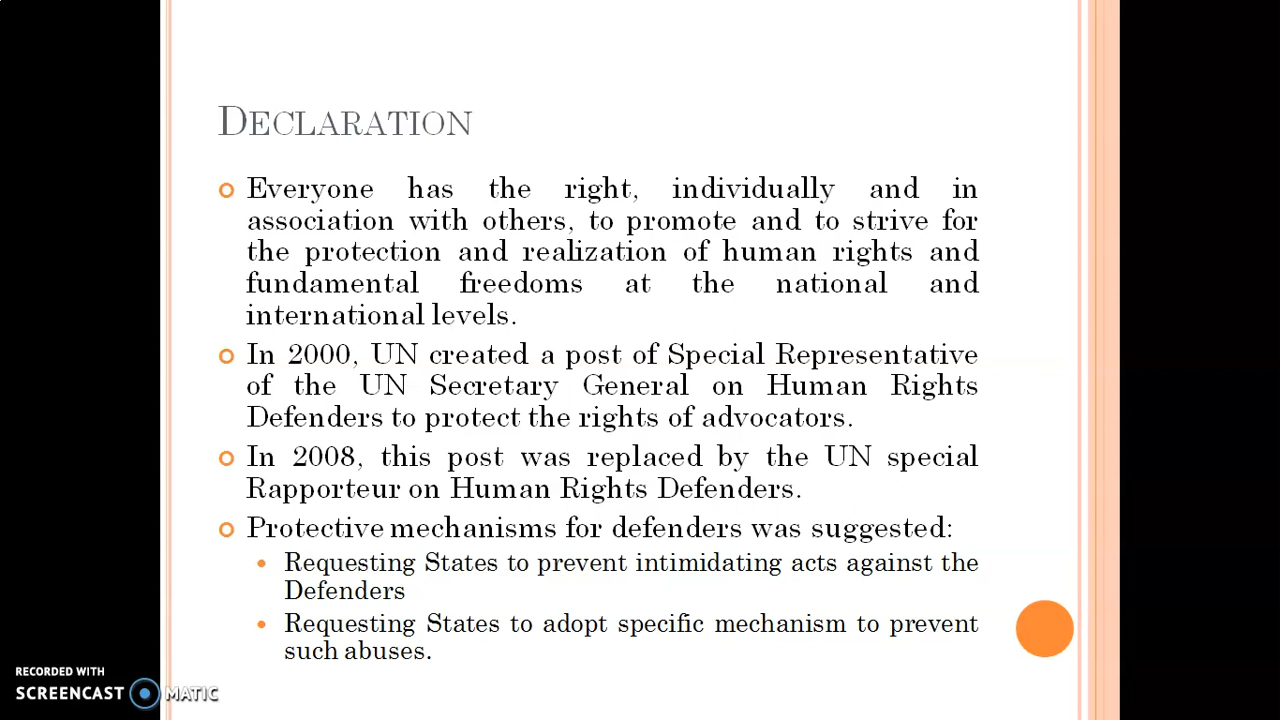 DECLARATION
Everyone has the right, individually and in
association with others, to promote and to strive for
the protection and realization of human rights and
fundamental freedoms at the national and
international levels.
In 2000, UN created a post of Special Representative
of the UN Secretary General on Human Rights
Defenders to protect the rights of advocators.
In 2008, this post was replaced by the UN special
Rapporteur on Human Rights Defenders.
Protective mechanisms for defenders was suggested:
Requesting States to prevent intimidating acts against the
Defenders
Requesting States to adopt specific mechanism to prevent
such abuses.
RECORDED WITH
SCREENCAST MATIC